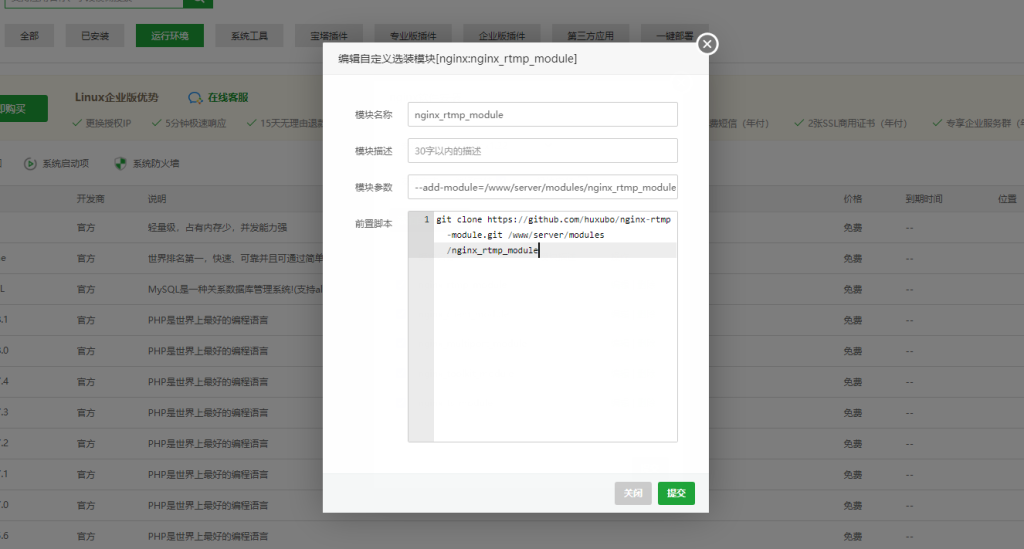 全部 已安装 运行环境 系统工具 宝塔插件 专业版插件 企业版插件 第三方应用 一键部署
编辑自定义选装模块[nginx:nginx_rtmp_module]
Linux企业版优势 在线客服
即购买
更换授权IP 5分钟极速响应 15天无理由退款 2张SSL商用证书（年付） 专享企业服务群（年
系统启动项 系统防火墙
模块名称 nginx_rtmp_module
模块描述 30字以内的描述
模块参数 --add-module=/www/server/modules/nginx_rtmp_module
前置脚本
1 git clone https://github.com/huxubo/nginx-rtmp
-module.git /www/server/modules
/nginx_rtmp_module
开发商 说明 价格 到期时间 位置
官方 轻量级，占有内存少，并发能力强 免费 --
官方 世界排名第一，快速、可靠并且可通过简单 免费 --
官方 MySQL是一种关系数据库管理系统!(支持al 免费 --
.1 官方 PHP是世界上最好的编程语言 免费 --
.0 官方 PHP是世界上最好的编程语言 免费 --
.4 官方 PHP是世界上最好的编程语言 免费 --
.3 官方 PHP是世界上最好的编程语言 免费 --
.2 官方 PHP是世界上最好的编程语言 免费 --
.1 官方 PHP是世界上最好的编程语言 免费 --
.0 官方 PHP是世界上最好的编程语言 免费 --
.6 官方 PHP是世界上最好的编程语言 免费 --
关闭 提交